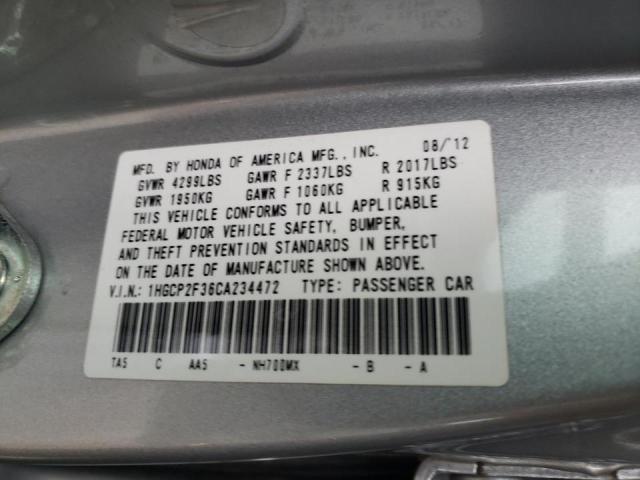 MFD. BY HONDA OF AMERICA MFG., INC. 08/12
GVWR 4299LBS GAWR F 2337LBS R 2017LBS
GVWR 1950KG GAWR F 1060KG R 915KG
THIS VEHICLE CONFORMS TO ALL APPLICABLE
FEDERAL MOTOR VEHICLE SAFETY, BUMPER,
AND THEFT PREVENTION STANDARDS IN EFFECT
ON THE DATE OF MANUFACTURE SHOWN ABOVE.
V.I.N.: 1HGCP2F36CA234472 TYPE: PASSENGER CAR
TA5 C AA5 - NH700MX - B - A